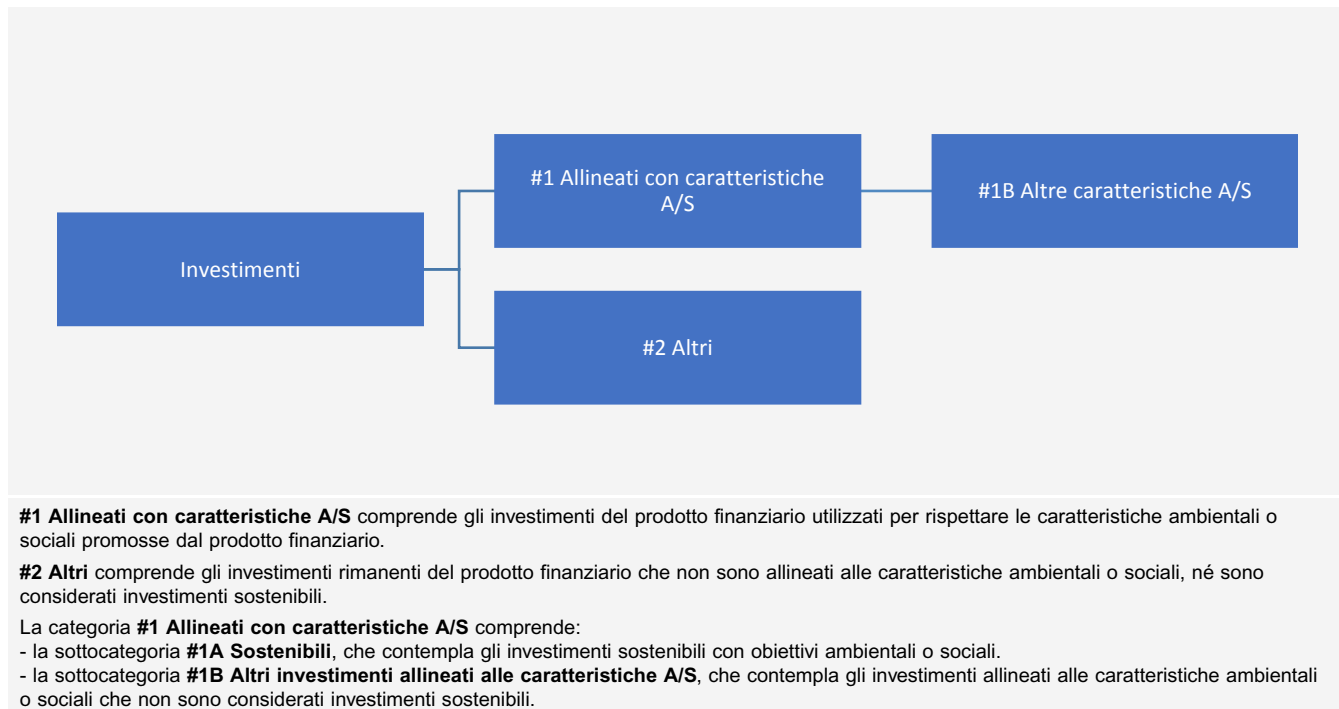 #1 Allineati con caratteristiche
A/S
#1B Altre caratteristiche A/S
Investimenti
#2 Altri
#1 Allineati con caratteristiche A/S comprende gli investimenti del prodotto finanziario utilizzati per rispettare le caratteristiche ambientali o
sociali promosse dal prodotto finanziario.
#2 Altri comprende gli investimenti rimanenti del prodotto finanziario che non sono allineati alle caratteristiche ambientali o sociali, né sono
considerati investimenti sostenibili.
La categoria #1 Allineati con caratteristiche A/S comprende:
- la sottocategoria #1A Sostenibili, che contempla gli investimenti sostenibili con obiettivi ambientali o sociali.
- la sottocategoria #1B Altri investimenti allineati alle caratteristiche A/S, che contempla gli investimenti allineati alle caratteristiche ambientali
o sociali che non sono considerati investimenti sostenibili.